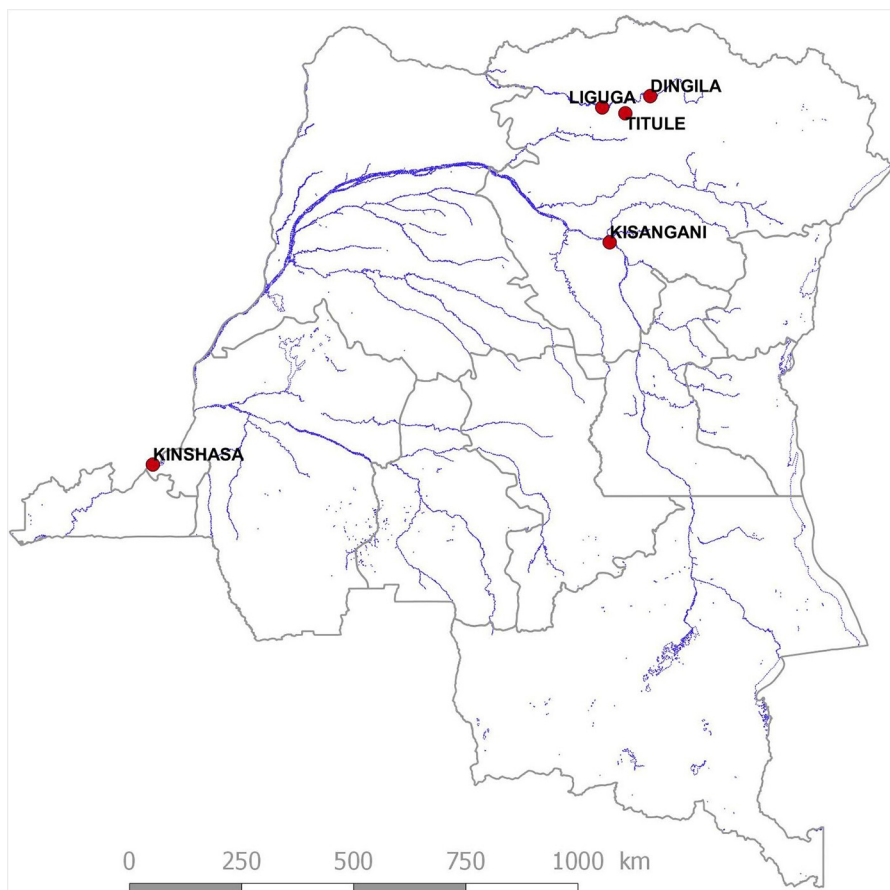 DINGILA
LIGUGA
TITULE
KISANGANI
KINSHASA
0 250 500 750 1000 km